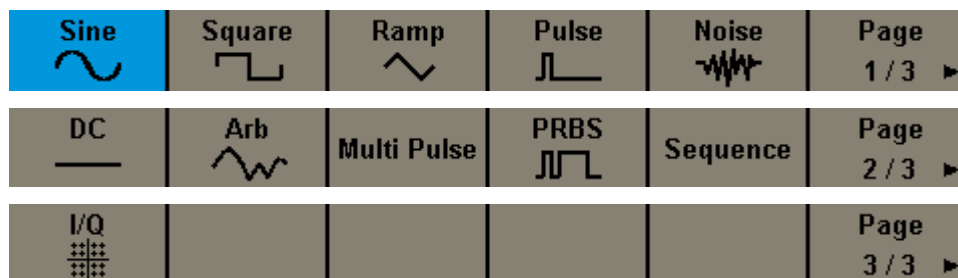 Sine Square Ramp Pulse Noise Page
1 / 3
DC Arb Multi Pulse PRBS Sequence Page
2 / 3
I/Q Page
3 / 3